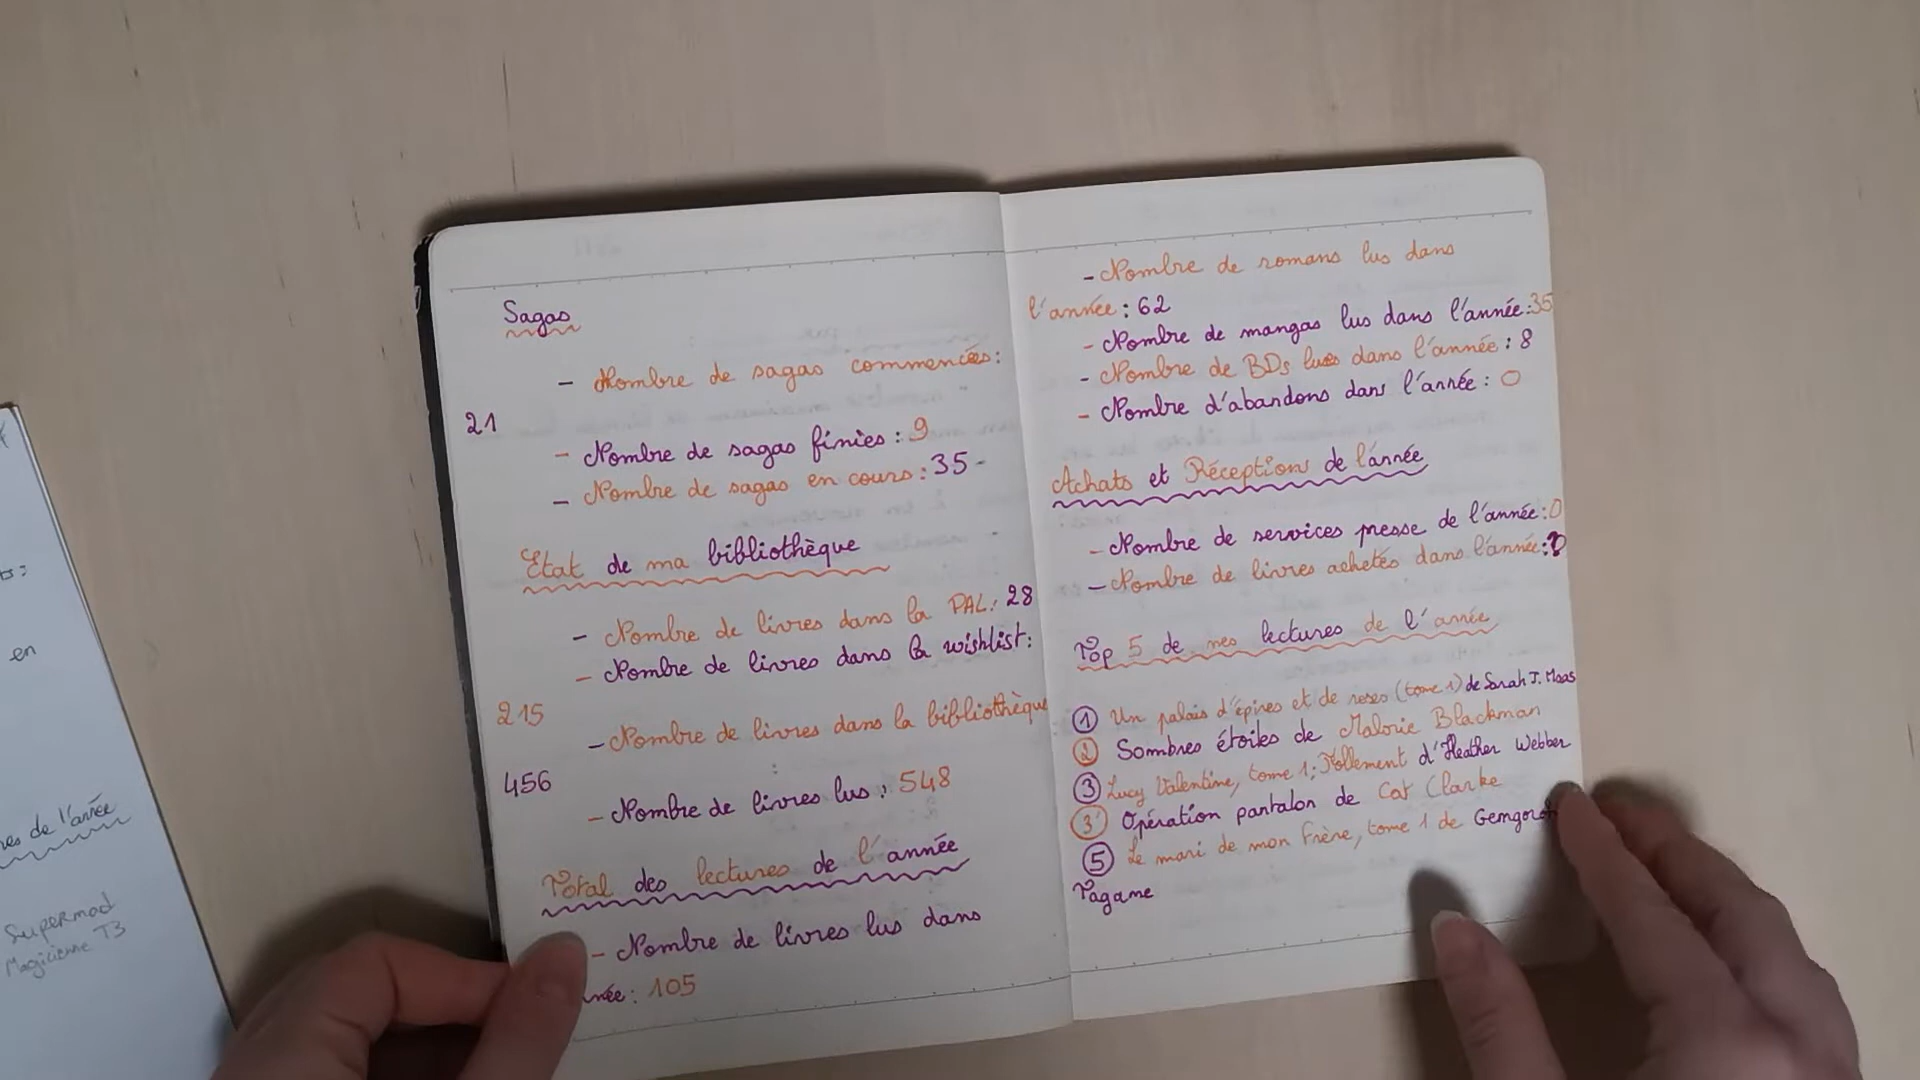 Sagas
- Nombre de sagas commencées :
21
- Nombre de sagas finies : 9
- Nombre de sagas en cours : 35 -
Etat de ma bibliothèque
- Nombre de livres dans la PAL : 28
- Nombre de livres dans la wishlist :
215
- Nombre de livres dans la bibliothèque
:
456
- Nombre de livres lus : 548
Total des lectures de l'année
- Nombre de livres lus dans
née : 105
- Nombre de romans lus dans
l'année : 62
- Nombre de mangas lus dans l'année : 35
- Nombre de BDs lues dans l'année : 8
- Nombre d'abandons dans l'année : 0
Achats et Réceptions de l'année
- Nombre de services presse de l'année : 0
- Nombre de livres achetés dans l'année : ?
Top 5 de mes lectures de l'année
1 Un palais d'épines et de roses (tome 1) de Sarah J. Maas
2 Sombres étoiles de Malorie Blackman
3 Lucy Valentine, tome 1 : Follement d'Heather Webber
3' Opération pantalon de Cat Clarke
5 Le mari de mon frère, tome 1 de Gemgoroh
Tagame
en
res de l'année
Supermad
Magicienne T3